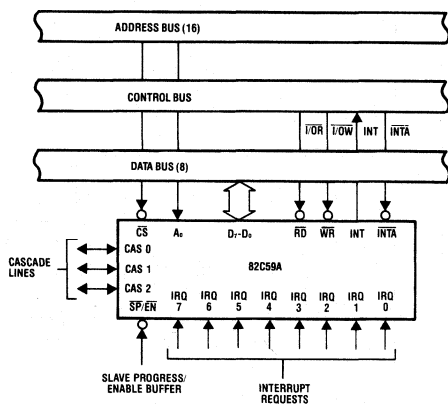 ADDRESS BUS (16)
CONTROL BUS
I/OR I/OW INT INTA
DATA BUS (8)
CS A₀ D₇-D₀ RD WR INT INTA
CASCADE
LINES
CAS 0
CAS 1
CAS 2
82C59A
SP/EN
IRQ IRQ IRQ IRQ IRQ IRQ IRQ IRQ
7 6 5 4 3 2 1 0
SLAVE PROGRESS/
ENABLE BUFFER
INTERRUPT
REQUESTS